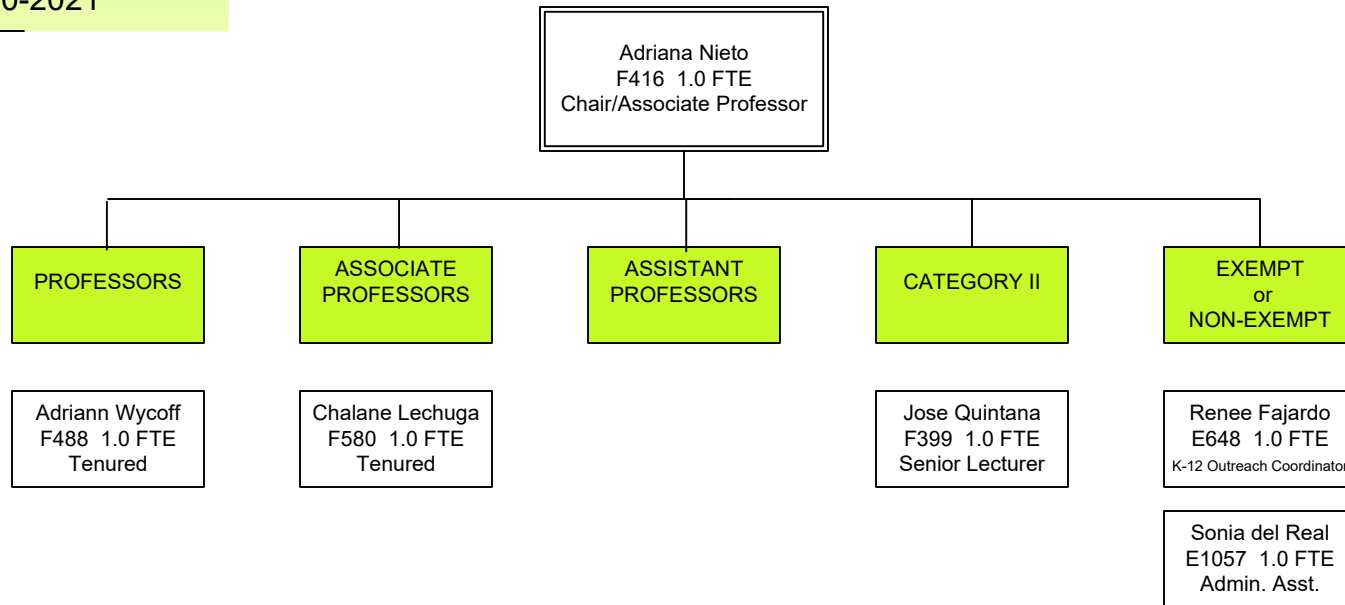 0-2021
Adriana Nieto
F416 1.0 FTE
Chair/Associate Professor
PROFESSORS
ASSOCIATE
PROFESSORS
ASSISTANT
PROFESSORS
CATEGORY II
EXEMPT
or
NON-EXEMPT
Adriann Wycoff
F488 1.0 FTE
Tenured
Chalane Lechuga
F580 1.0 FTE
Tenured
Jose Quintana
F399 1.0 FTE
Senior Lecturer
Renee Fajardo
E648 1.0 FTE
K-12 Outreach Coordinator
Sonia del Real
E1057 1.0 FTE
Admin. Asst.